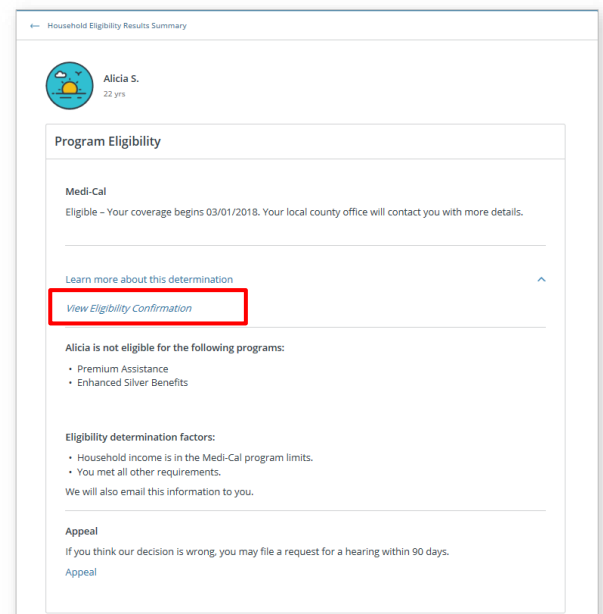 ← Household Eligibility Results Summary
Alicia S.
22 yrs
Program Eligibility
Medi-Cal
Eligible – Your coverage begins 03/01/2018. Your local county office will contact you with more details.
Learn more about this determination
View Eligibility Confirmation
Alicia is not eligible for the following programs:
• Premium Assistance
• Enhanced Silver Benefits
Eligibility determination factors:
• Household income is in the Medi-Cal program limits.
• You met all other requirements.
We will also email this information to you.
Appeal
If you think our decision is wrong, you may file a request for a hearing within 90 days.
Appeal